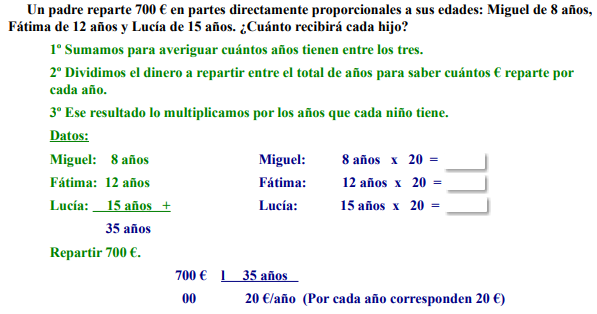 Un padre reparte 700 € en partes directamente proporcionales a sus edades: Miguel de 8 años,
Fátima de 12 años y Lucía de 15 años. ¿Cuánto recibirá cada hijo?
1º Sumamos para averiguar cuántos años tienen entre los tres.
2º Dividimos el dinero a repartir entre el total de años para saber cuántos € reparte por
cada año.
3º Ese resultado lo multiplicamos por los años que cada niño tiene.
Datos:
Miguel: 8 años Miguel: 8 años x 20 =
Fátima: 12 años Fátima: 12 años x 20 =
Lucía: 15 años + Lucía: 15 años x 20 =
35 años
Repartir 700 €.
700 € l 35 años
00 20 €/año (Por cada año corresponden 20 €)